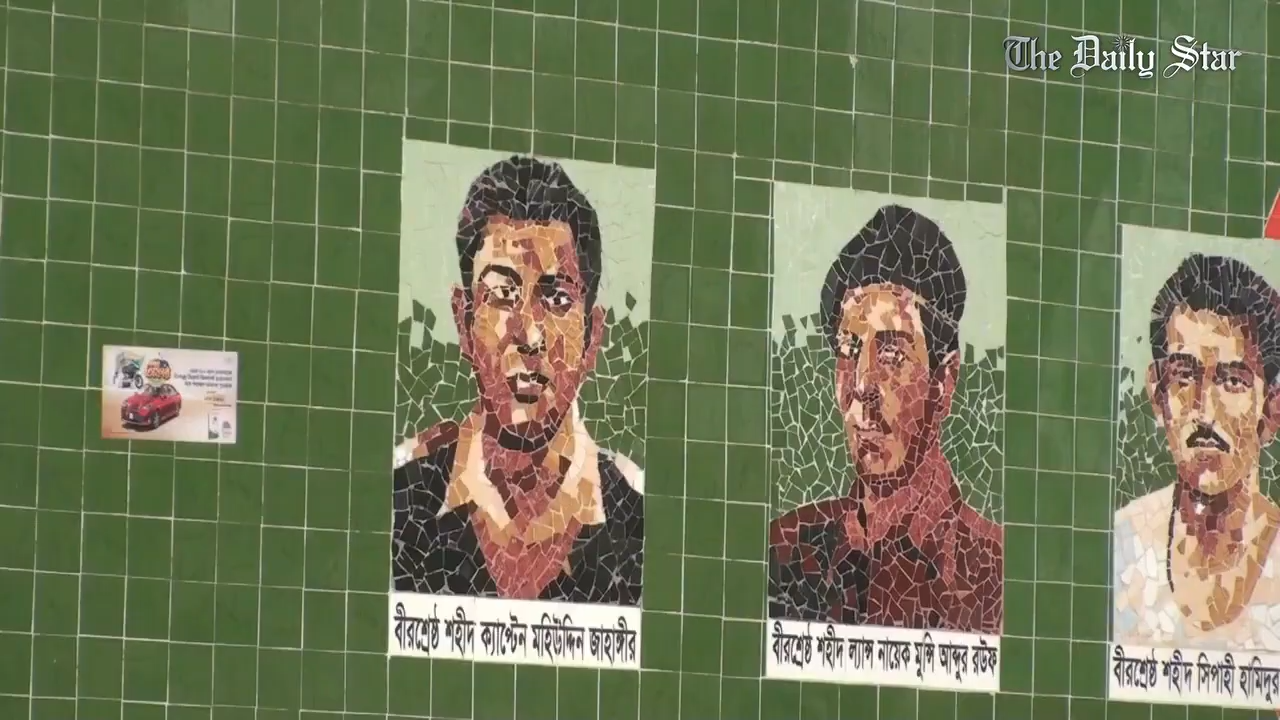 The Daily Star
বীরশ্রেষ্ঠ শহীদ ক্যাপ্টেন মহিউদ্দিন জাহাঙ্গীর
বীরশ্রেষ্ঠ শহীদ ল্যান্স নায়েক মুন্সি আব্দুর রউফ
বীরশ্রেষ্ঠ শহীদ সিপাহী হামিদুর